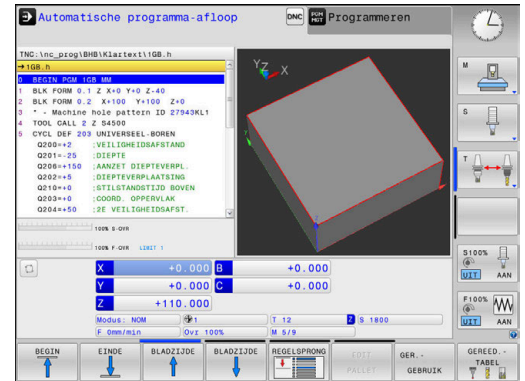 Automatische programma-afloop
DNC
PGM MGT
Programmeren
TNC:\nc_prog\BHB\Klartext\1GB.h
→1GB.h
0 BEGIN PGM 1GB MM
1 BLK FORM 0.1 Z X+0 Y+0 Z-40
2 BLK FORM 0.2 X+100 Y+100 Z+0
3 * - Machine hole pattern ID 27943KL1
4 TOOL CALL 2 Z S4500
5 CYCL DEF 203 UNIVERSEEL-BOREN
Q200=+2 ;VEILIGHEIDSAFSTAND
Q201=-25 ;DIEPTE
Q206=+150 ;AANZET DIEPTEVERPL.
Q202=+5 ;DIEPTEVERPLAATSING
Q210=+0 ;STILSTANDSTIJD BOVEN
Q203=+0 ;COORD. OPPERVLAK
Q204=+50 ;2E VEILIGHEIDSAFST.
Y Z X
100% S-OVR
100% F-OVR LIMIT 1
X +0.000 B +0.000
Y +0.000 C +0.000
Z +110.000
Modus: NOM 1 T 12 Z S 1800
F 0mm/min Ovr 100% M 5/9
M
S
T
S100%
UIT AAN
F100%
UIT AAN
BEGIN
EINDE
BLADZIJDE
BLADZIJDE
REGELSPRONG
EDIT PALLET
GER.- GEBRUIK
GEREED.- TABEL